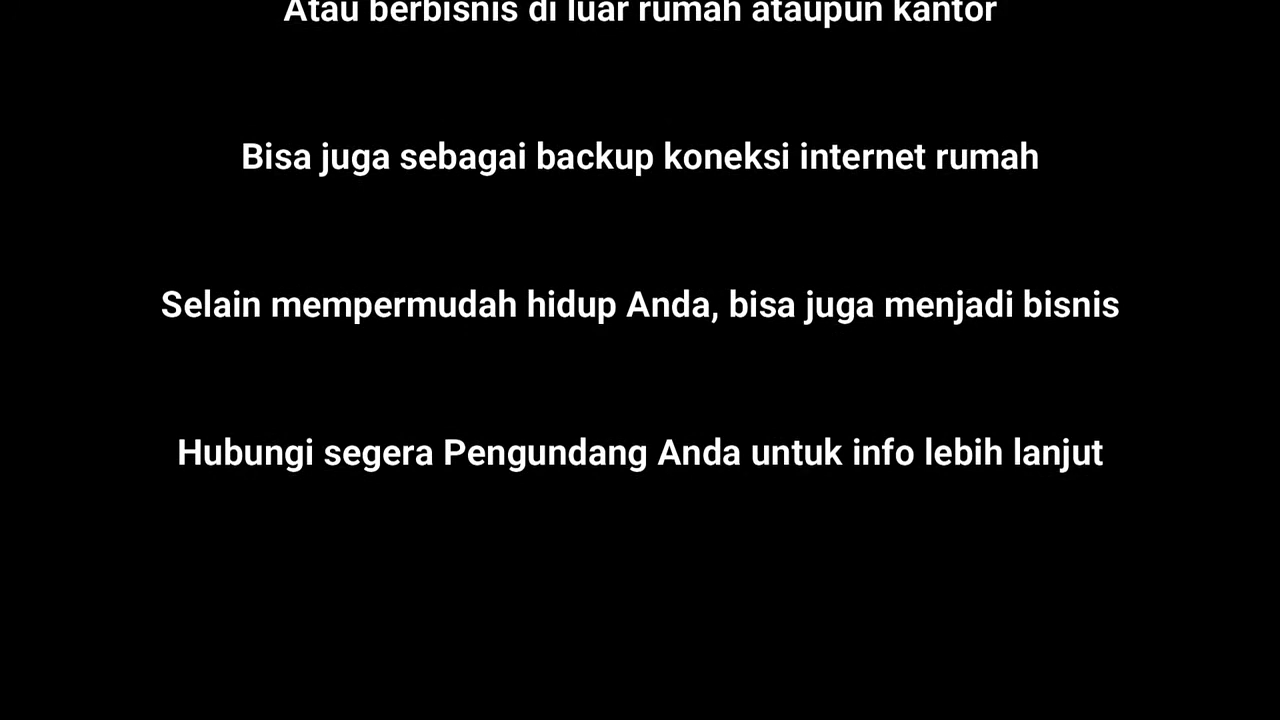 Atau berbisnis di luar rumah ataupun kantor
Bisa juga sebagai backup koneksi internet rumah
Selain mempermudah hidup Anda, bisa juga menjadi bisnis
Hubungi segera Pengundang Anda untuk info lebih lanjut